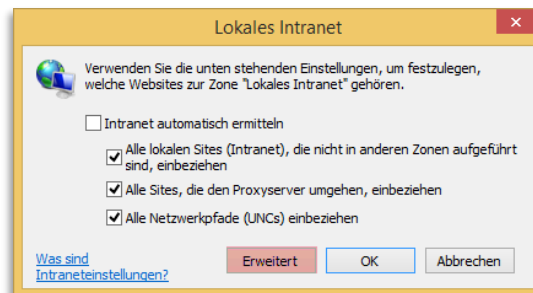 Lokales Intranet
Verwenden Sie die unten stehenden Einstellungen, um festzulegen,
welche Websites zur Zone "Lokales Intranet" gehören.
Intranet automatisch ermitteln
Alle lokalen Sites (Intranet), die nicht in anderen Zonen aufgeführt
sind, einbeziehen
Alle Sites, die den Proxyserver umgehen, einbeziehen
Alle Netzwerkpfade (UNCs) einbeziehen
Was sind
Intraneteinstellungen?
Erweitert OK Abbrechen